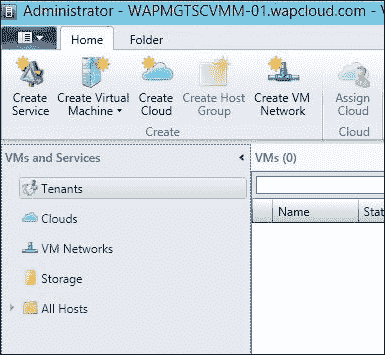 Administrator - WAPMGTSCVMM-01.wapcloud.com -
Home Folder
Create Service
Create Virtual Machine
Create Cloud
Create Host Group
Create VM Network
Assign Cloud
Create
Cloud
VMs and Services
VMs (0)
Tenants
Name
Clouds
VM Networks
Storage
All Hosts